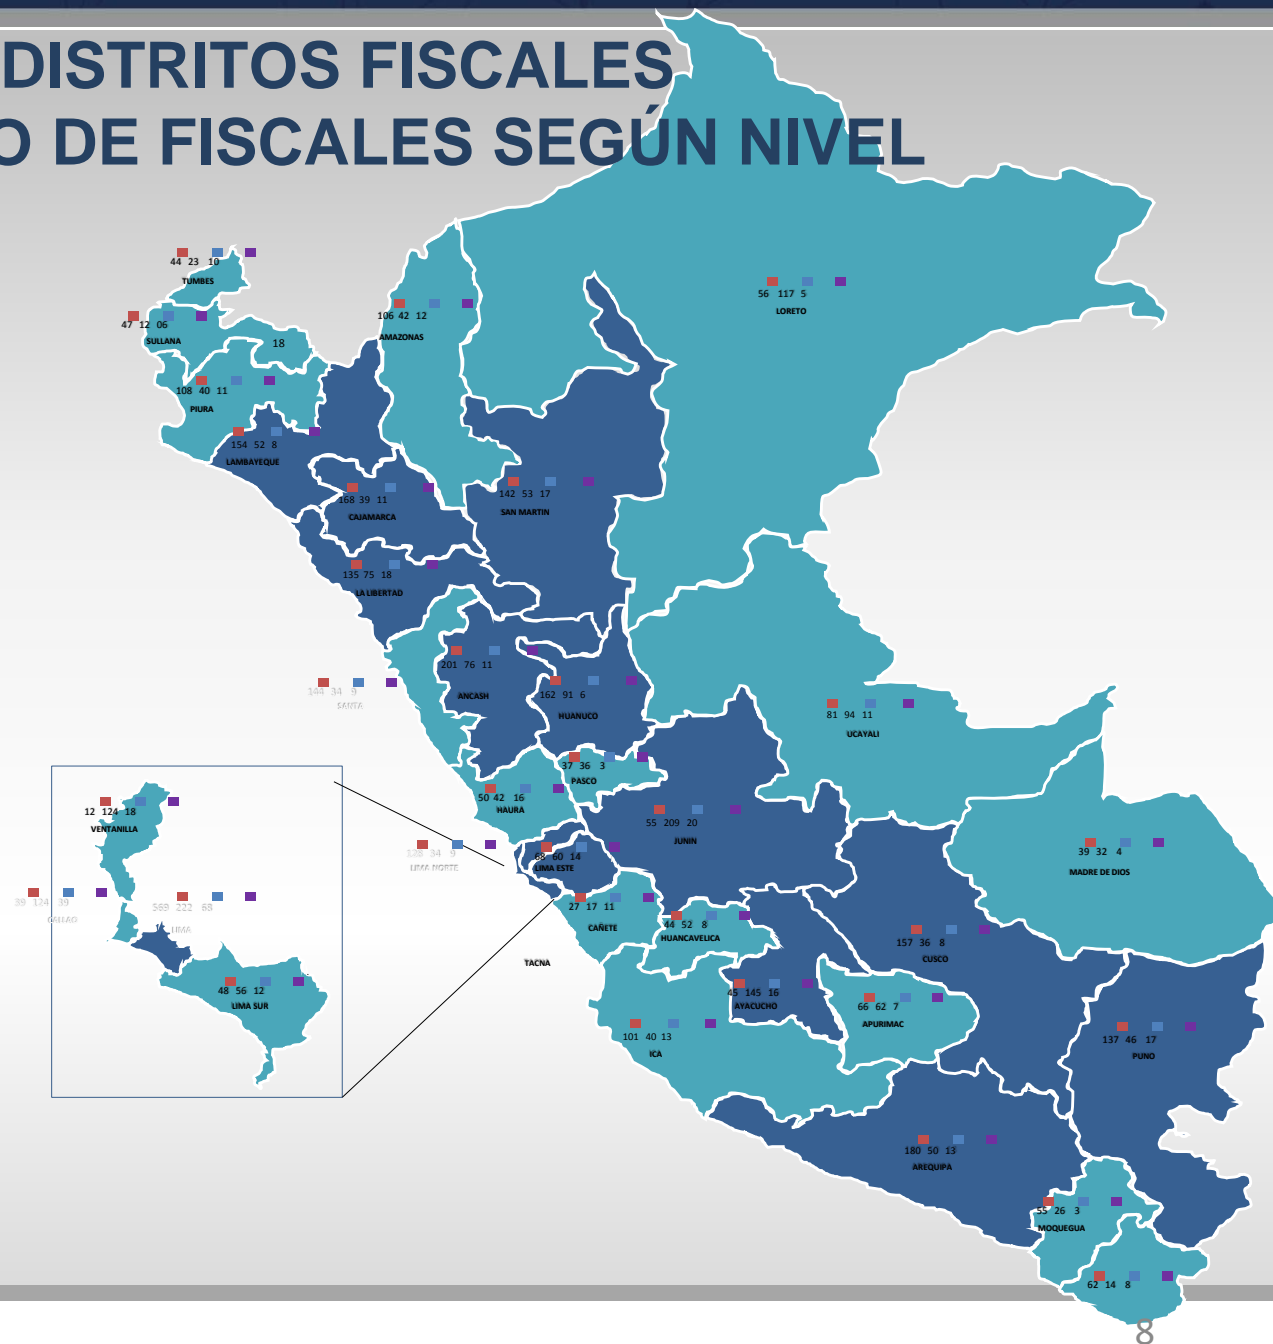 DISTRITOS FISCALES
O DE FISCALES SEGÚN NIVEL
44 23 10
TUMBES
56 117 5
LORETO
47 12 06
SULLANA
18
106 42 12
AMAZONAS
108 40 11
PIURA
154 52 8
LAMBAYEQUE
168 39 11
CAJAMARCA
142 53 17
SAN MARTIN
135 75 18
LA LIBERTAD
201 76 11
ANCASH
144 34 9
SANTA
162 91 6
HUANUCO
81 94 11
UCAYALI
37 36 3
PASCO
50 42 16
HAURA
12 124 18
VENTANILLA
55 209 20
JUNIN
128 34 9
LIMA NORTE
68 60 14
LIMA ESTE
39 32 4
MADRE DE DIOS
39 124 39
CALLAO
569 222 68
LIMA
27 17 11
CAÑETE
44 52 8
HUANCAVELICA
157 36 8
CUSCO
TACNA
48 56 12
LIMA SUR
45 145 16
AYACUCHO
66 62 7
APURIMAC
101 40 13
ICA
137 46 17
PUNO
180 50 13
AREQUIPA
55 26 3
MOQUEGUA
62 14 8
8